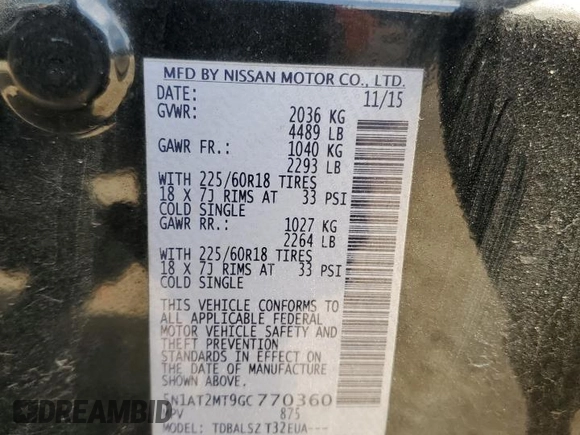 MFD BY NISSAN MOTOR CO., LTD.
DATE: 11/15
GVWR: 2036 KG
4489 LB
GAWR FR.: 1040 KG
2293 LB
WITH 225/60R18 TIRES
18 X 7J RIMS AT 33 PSI
COLD SINGLE
GAWR RR.: 1027 KG
2264 LB
WITH 225/60R18 TIRES
18 X 7J RIMS AT 33 PSI
COLD SINGLE
THIS VEHICLE CONFORMS TO
ALL APPLICABLE FEDERAL
MOTOR VEHICLE SAFETY AND
THEFT PREVENTION
STANDARDS IN EFFECT ON
THE DATE OF MANUFACTURE
SHOWN ABOVE.
5N1AT2MT9GC770360
MPV 875
MODEL: TDBALSZ T32EUA---
DREAMBID